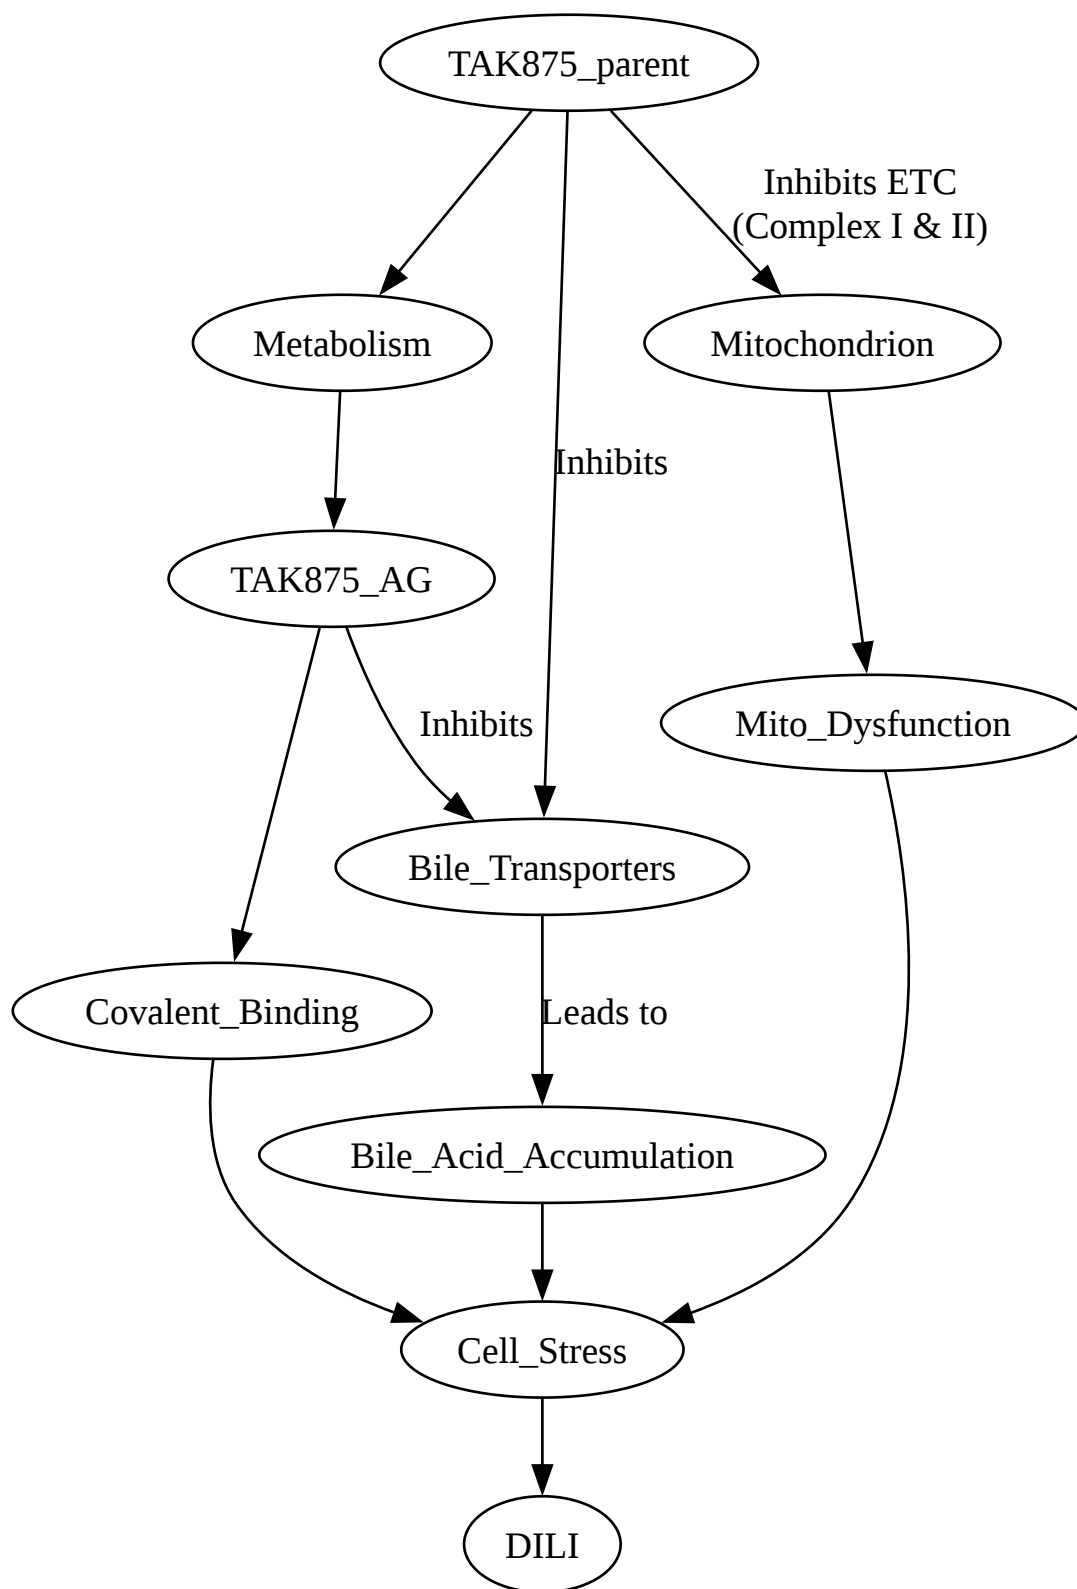 TAK875_parent
Inhibits ETC
(Complex I & II)
Metabolism
Mitochondrion
Inhibits
TAK875_AG
Inhibits
Mito_Dysfunction
Bile_Transporters
Covalent_Binding
Leads to
Bile_Acid_Accumulation
Cell_Stress
DILI